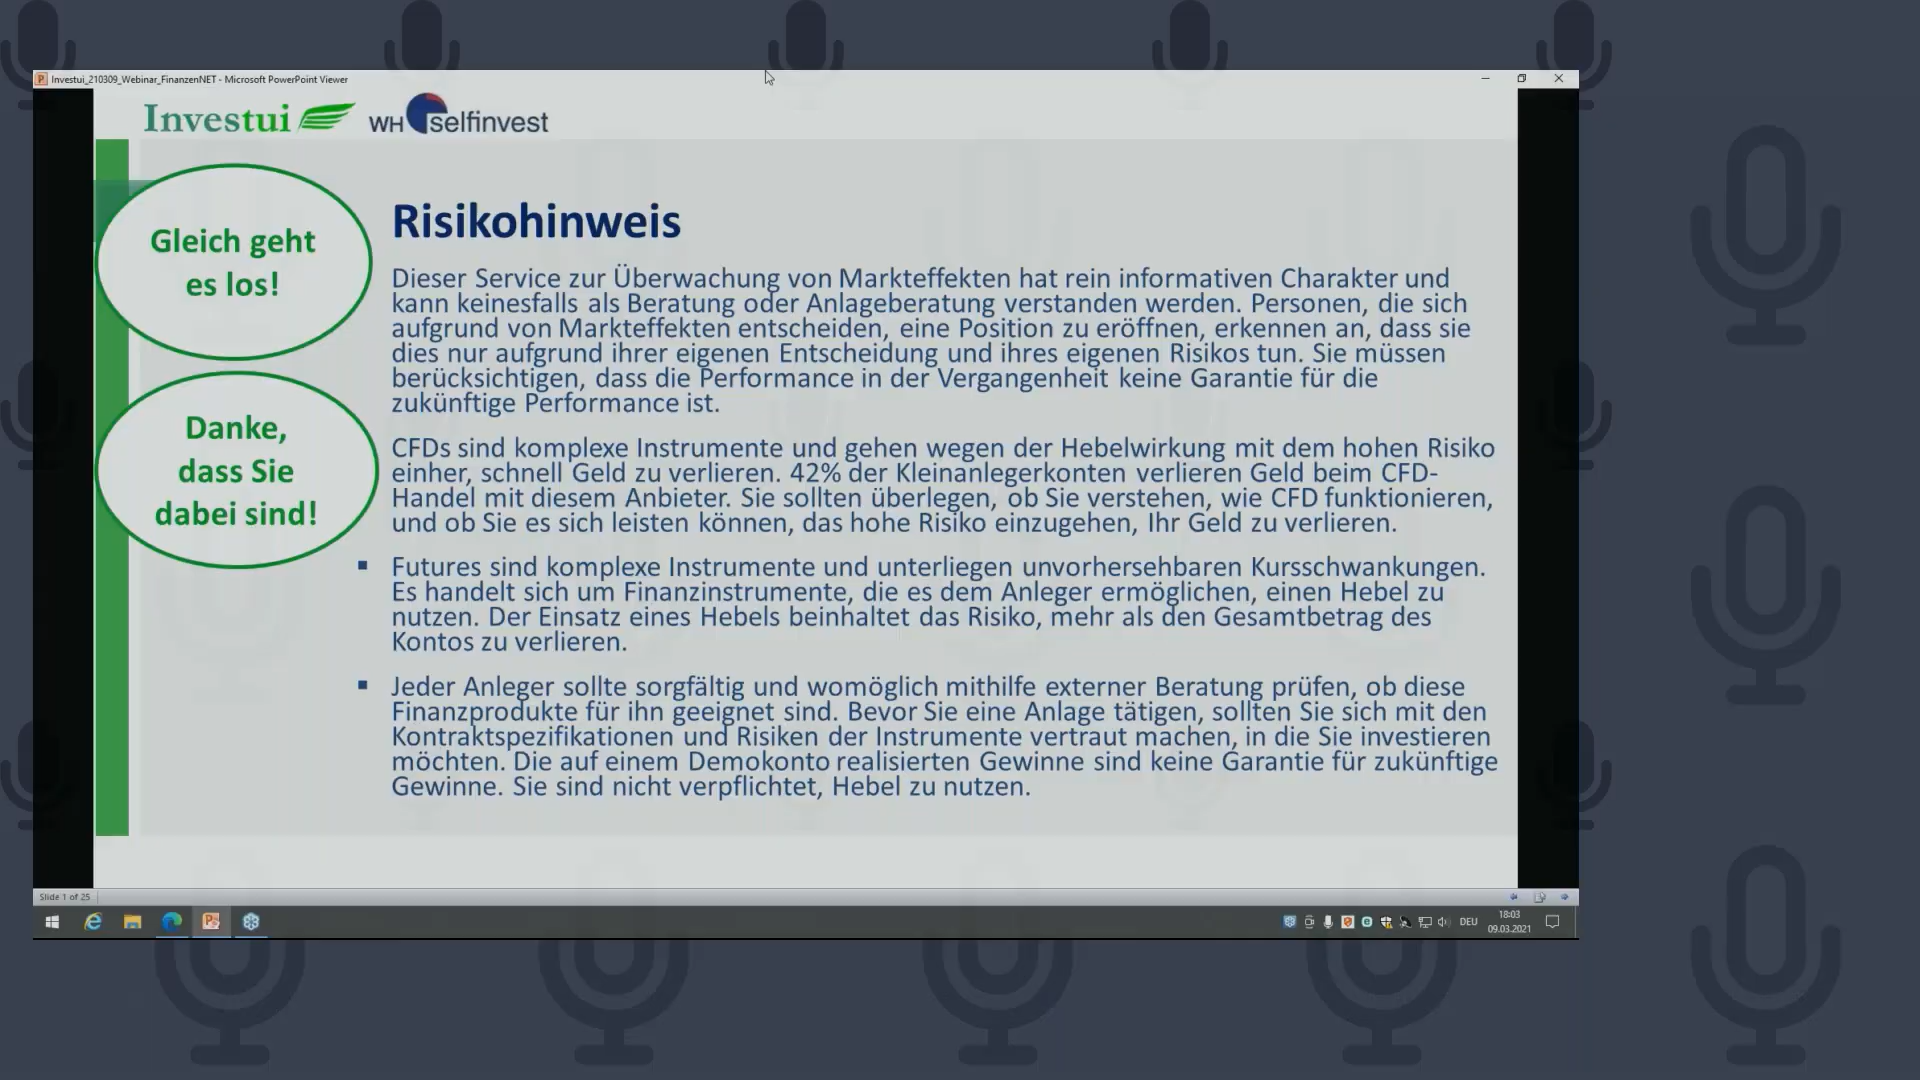 Investui_210309_Webinar_FinanzenNET - Microsoft PowerPoint Viewer
Investui WH selfinvest
Gleich geht
es los!
Danke,
dass Sie
dabei sind!
Risikohinweis
Dieser Service zur Überwachung von Markteffekten hat rein informativen Charakter und
kann keinesfalls als Beratung oder Anlageberatung verstanden werden. Personen, die sich
aufgrund von Markteffekten entscheiden, eine Position zu eröffnen, erkennen an, dass sie
dies nur aufgrund ihrer eigenen Entscheidung und ihres eigenen Risikos tun. Sie müssen
berücksichtigen, dass die Performance in der Vergangenheit keine Garantie für die
zukünftige Performance ist.
CFDs sind komplexe Instrumente und gehen wegen der Hebelwirkung mit dem hohen Risiko
einher, schnell Geld zu verlieren. 42% der Kleinanlegerkonten verlieren Geld beim CFD-
Handel mit diesem Anbieter. Sie sollten überlegen, ob Sie verstehen, wie CFD funktionieren,
und ob Sie es sich leisten können, das hohe Risiko einzugehen, Ihr Geld zu verlieren.
▪ Futures sind komplexe Instrumente und unterliegen unvorhersehbaren Kursschwankungen.
Es handelt sich um Finanzinstrumente, die es dem Anleger ermöglichen, einen Hebel zu
nutzen. Der Einsatz eines Hebels beinhaltet das Risiko, mehr als den Gesamtbetrag des
Kontos zu verlieren.
▪ Jeder Anleger sollte sorgfältig und womöglich mithilfe externer Beratung prüfen, ob diese
Finanzprodukte für ihn geeignet sind. Bevor Sie eine Anlage tätigen, sollten Sie sich mit den
Kontraktspezifikationen und Risiken der Instrumente vertraut machen, in die Sie investieren
möchten. Die auf einem Demokonto realisierten Gewinne sind keine Garantie für zukünftige
Gewinne. Sie sind nicht verpflichtet, Hebel zu nutzen.
Slide 1 of 25
DEU
18:03
09.03.2021